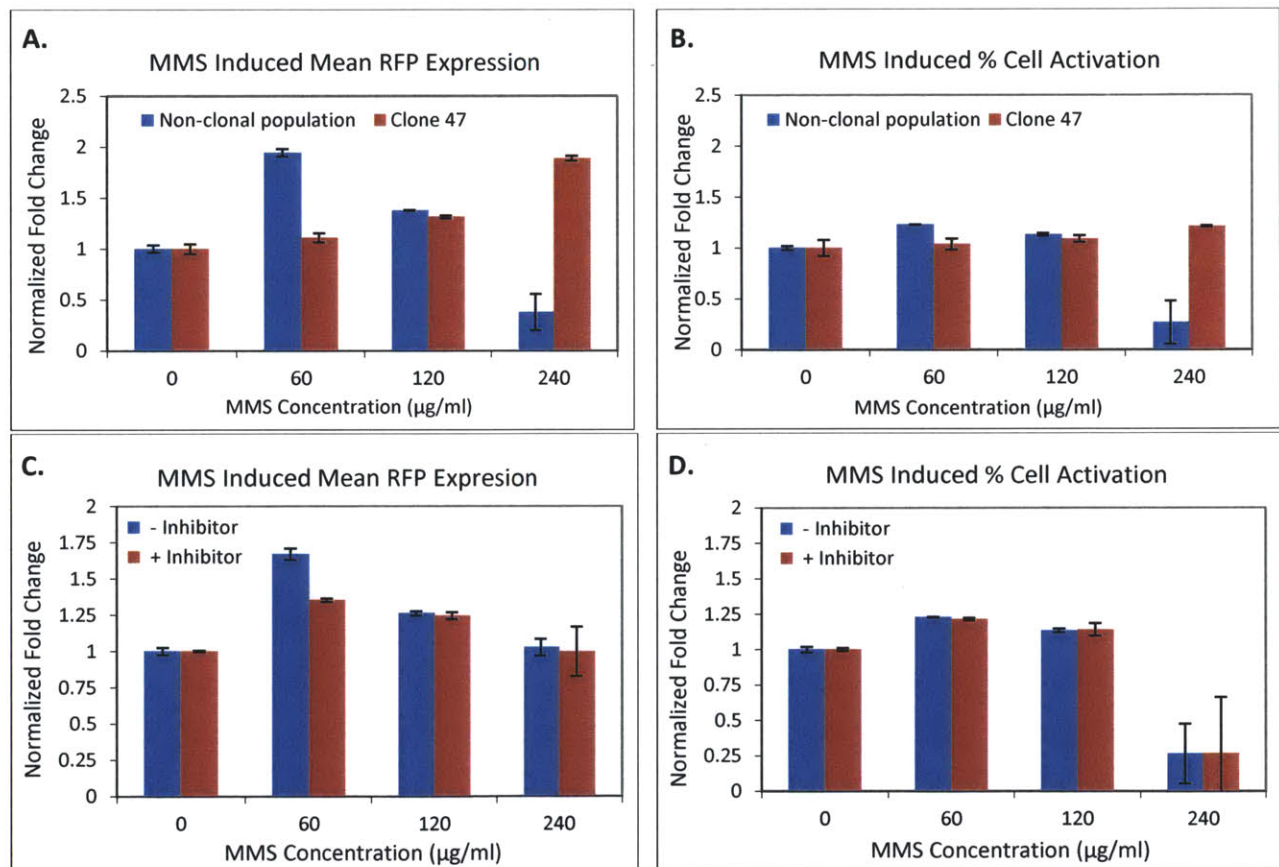 A.
MMS Induced Mean RFP Expression
Normalized Fold Change
2.5
2
1.5
1
0.5
0
Non-clonal population Clone 47
0 60 120 240
MMS Concentration (µg/ml)
B.
MMS Induced % Cell Activation
Normalized Fold Change
2.5
2
1.5
1
0.5
0
Non-clonal population Clone 47
0 60 120 240
MMS Concentration (µg/ml)
C.
MMS Induced Mean RFP Expresion
Normalized Fold Change
2
1.75
1.5
1.25
1
0.75
0.5
0.25
0
- Inhibitor
+ Inhibitor
0 60 120 240
MMS Concentration (µg/ml)
D.
MMS Induced % Cell Activation
Normalized Fold Change
2
1.75
1.5
1.25
1
0.75
0.5
0.25
0
- Inhibitor
+ Inhibitor
0 60 120 240
MMS Concentration (µg/ml)